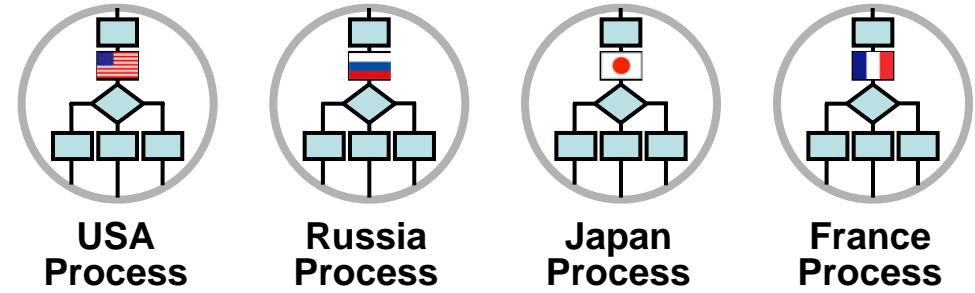 USA
Process
Russia
Process
Japan
Process
France
Process